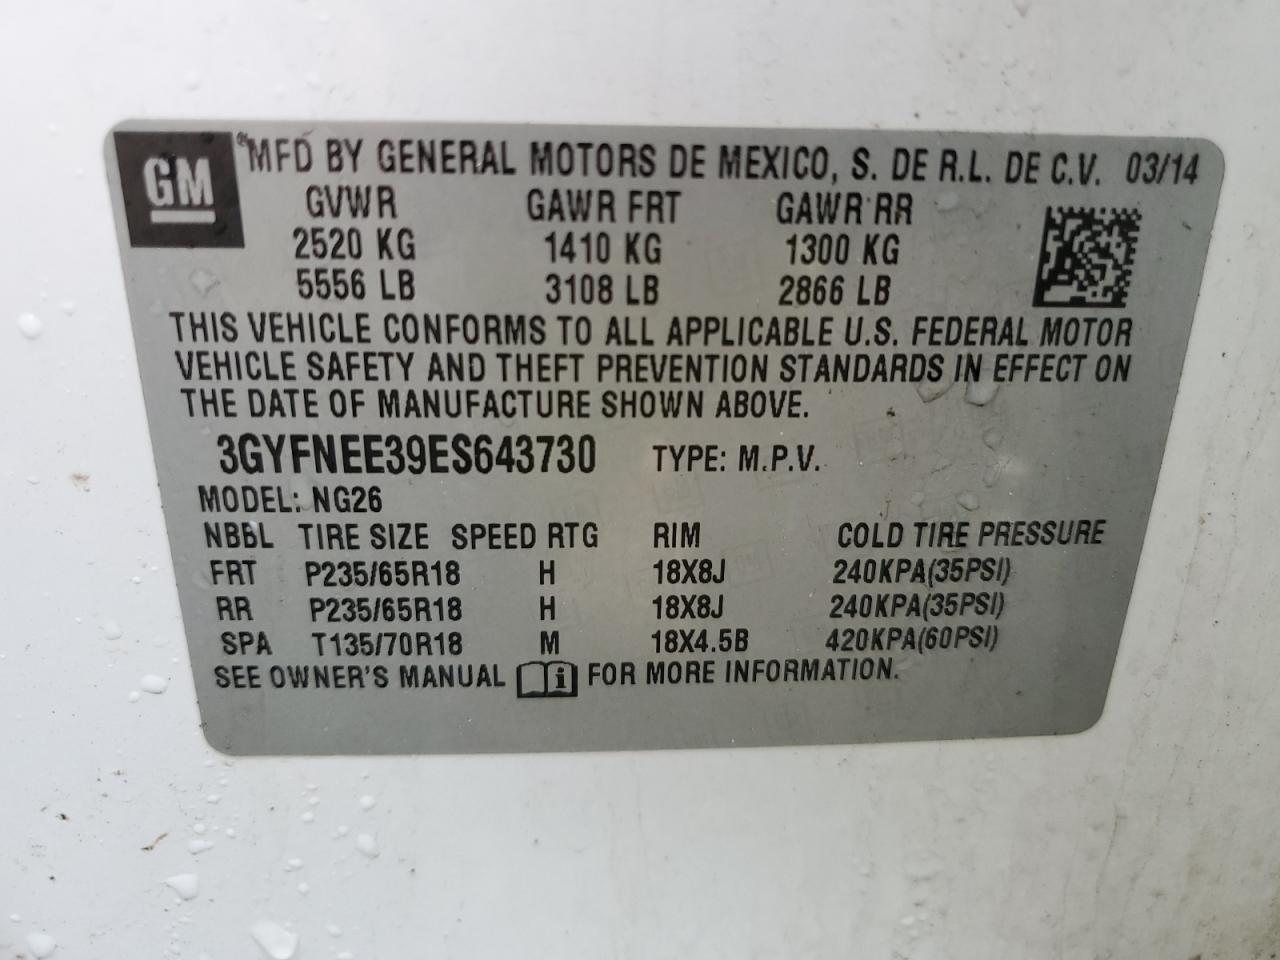 GM ® MFD BY GENERAL MOTORS DE MEXICO, S. DE R.L. DE C.V. 03/14
GVWR GAWR FRT GAWR RR
2520 KG 1410 KG 1300 KG
5556 LB 3108 LB 2866 LB
THIS VEHICLE CONFORMS TO ALL APPLICABLE U.S. FEDERAL MOTOR
VEHICLE SAFETY AND THEFT PREVENTION STANDARDS IN EFFECT ON
THE DATE OF MANUFACTURE SHOWN ABOVE.
3GYFNEE39ES643730 TYPE: M.P.V.
MODEL: NG26
NBBL TIRE SIZE SPEED RTG RIM COLD TIRE PRESSURE
FRT P235/65R18 H 18X8J 240KPA(35PSI)
RR P235/65R18 H 18X8J 240KPA(35PSI)
SPA T135/70R18 M 18X4.5B 420KPA(60PSI)
SEE OWNER'S MANUAL i FOR MORE INFORMATION.